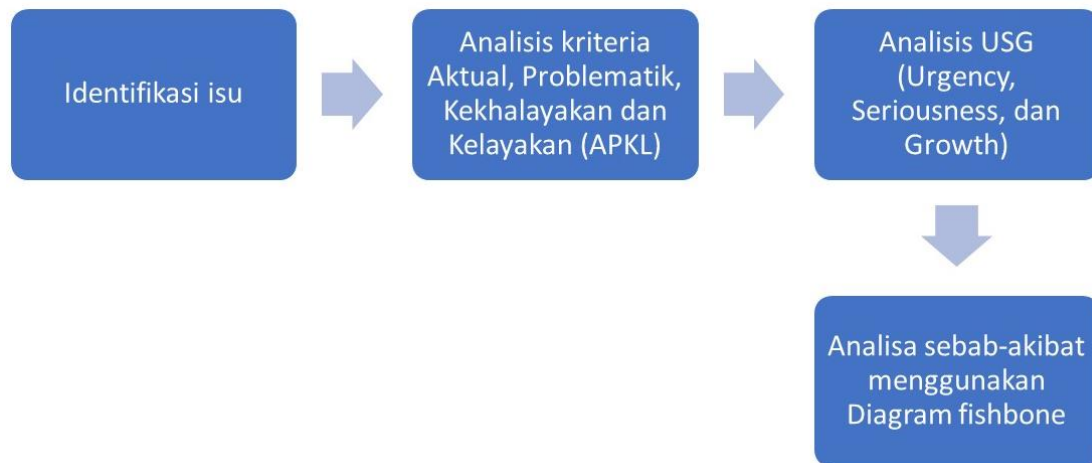 Identifikasi isu
Analisis kriteria
Aktual, Problematik,
Kekhalayakan dan
Kelayakan (APKL)
Analisis USG
(Urgency,
Seriousness, dan
Growth)
Analisa sebab-akibat
menggunakan
Diagram fishbone